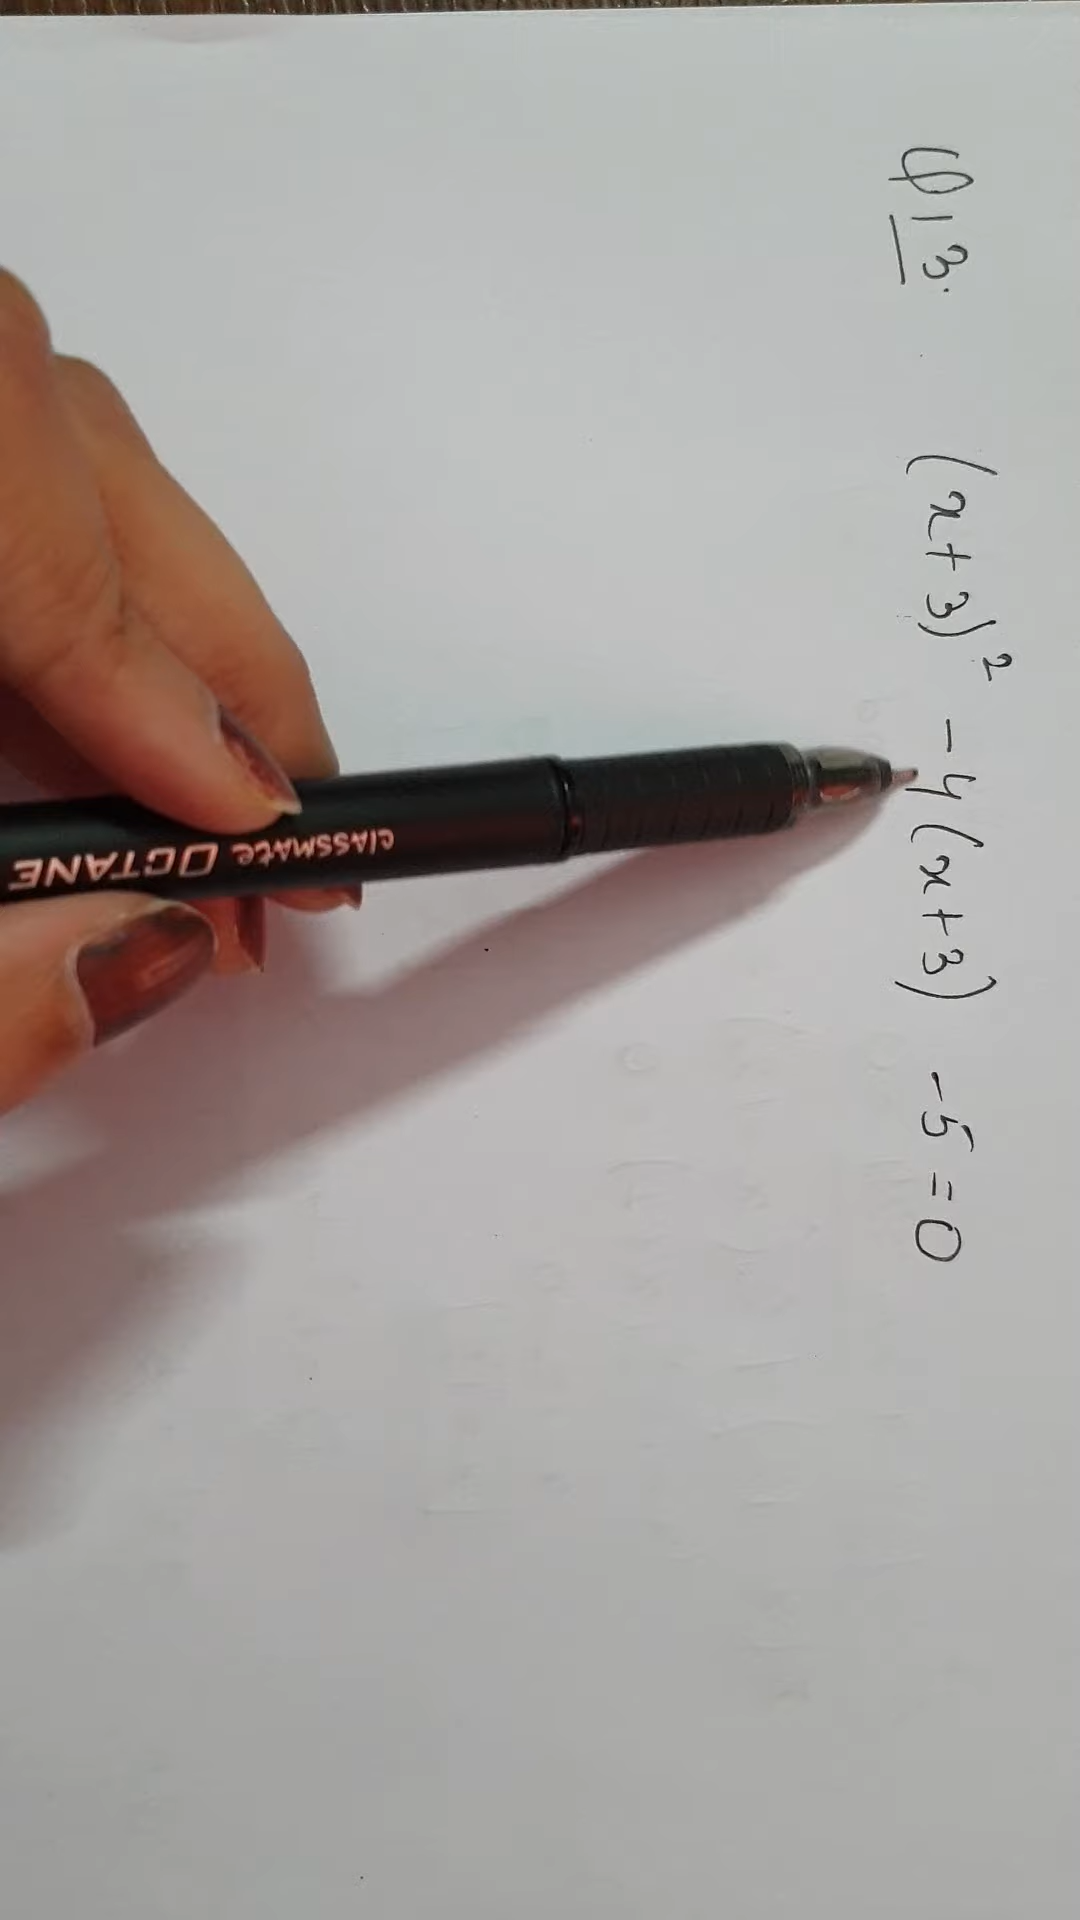 Q13. (x+3)² -4(x+3) -5=0
classmate OCTANE